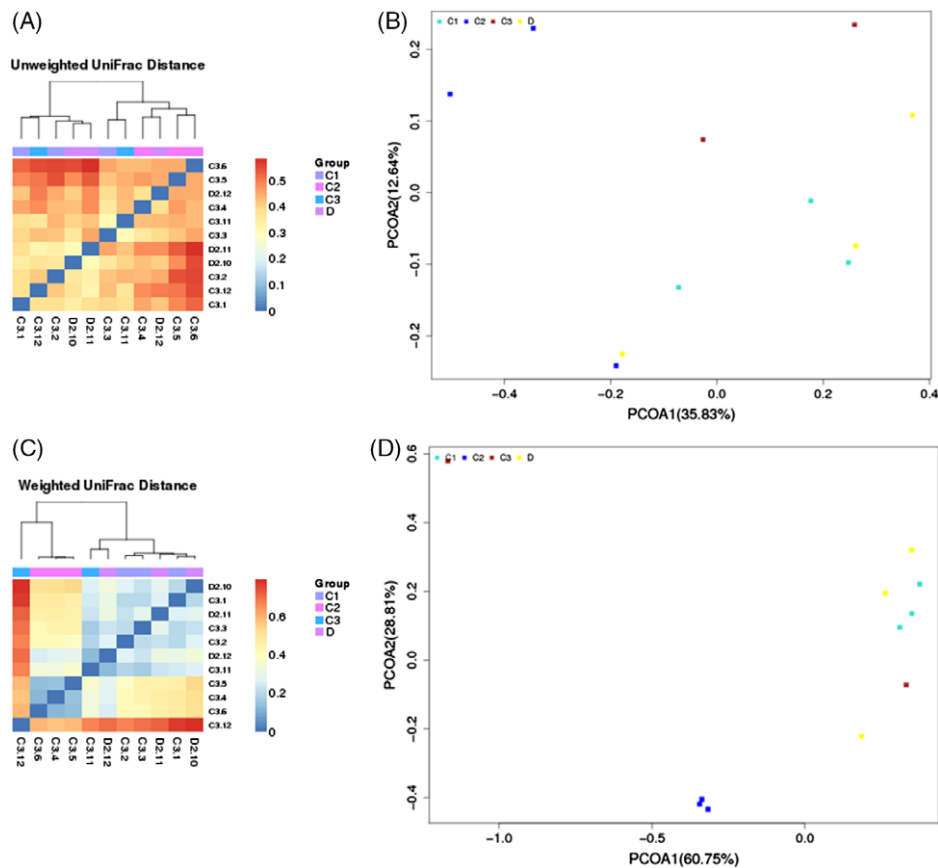 (A)
Unweighted UniFrac Distance
Group
C1
C2
C3
D
0.5
0.4
0.3
0.2
0.1
0
C3.6
C3.5
D2.12
C3.4
C3.11
C3.3
D2.11
D2.10
C3.2
C3.12
C3.1
C3.1
C3.12
C3.2
D2.10
D2.11
C3.3
C3.11
C3.4
D2.12
C3.5
C3.6
(B)
C1 C2 C3 D
PCOA2(12.64%)
0.2
0.1
0.0
−0.1
−0.2
−0.4 −0.2 0.0 0.2 0.4
PCOA1(35.83%)
(C)
Weighted UniFrac Distance
Group
C1
C2
C3
D
0.6
0.4
0.2
0
D2.10
C3.1
D2.11
C3.3
C3.2
D2.12
C3.11
C3.5
C3.4
C3.6
C3.12
C3.12
C3.6
C3.4
C3.5
C3.11
D2.12
C3.2
C3.3
D2.11
C3.1
D2.10
(D)
C1 C2 C3 D
PCOA2(28.81%)
0.6
0.4
0.2
0.0
−0.2
−0.4
−1.0 −0.5 0.0
PCOA1(60.75%)